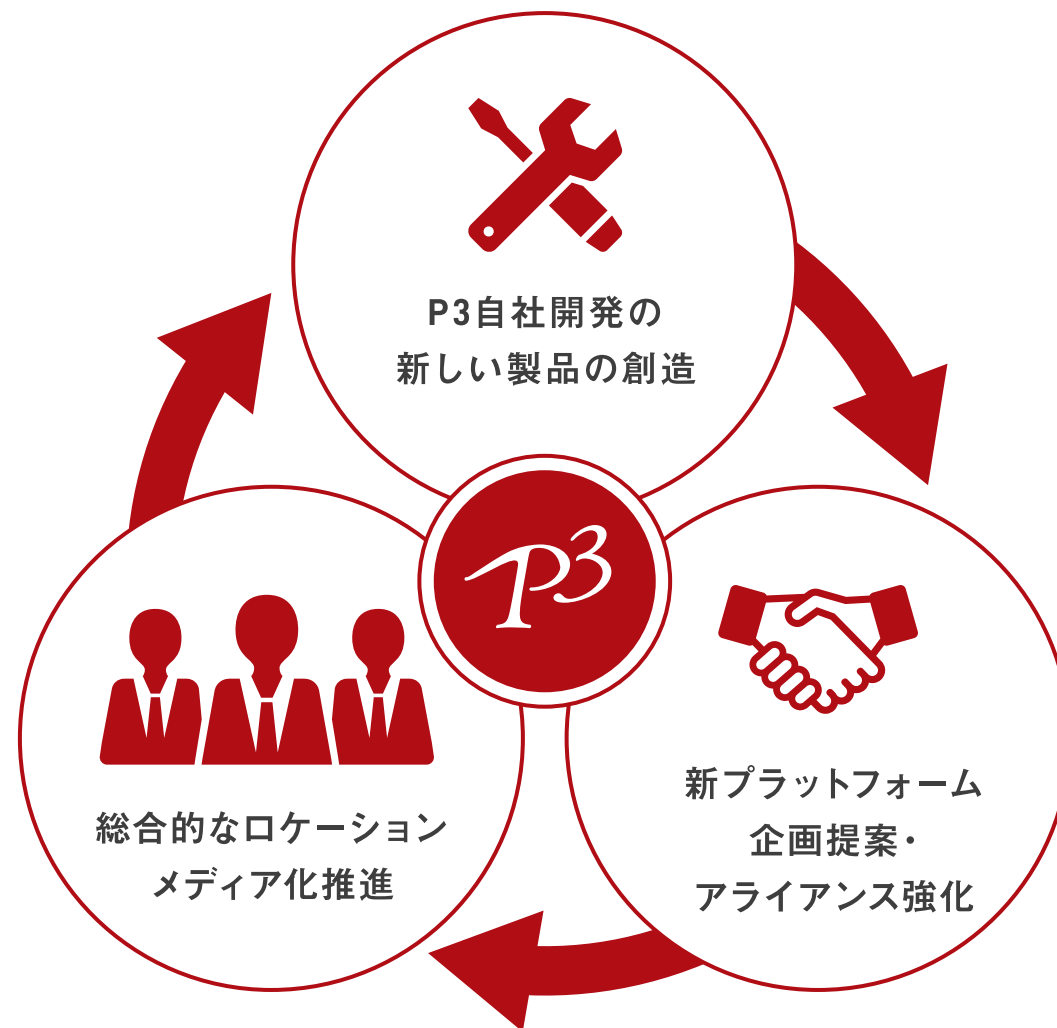 P3自社開発の
新しい製品の創造
P3
総合的なロケーション
メディア化推進
新プラットフォーム
企画提案・
アライアンス強化